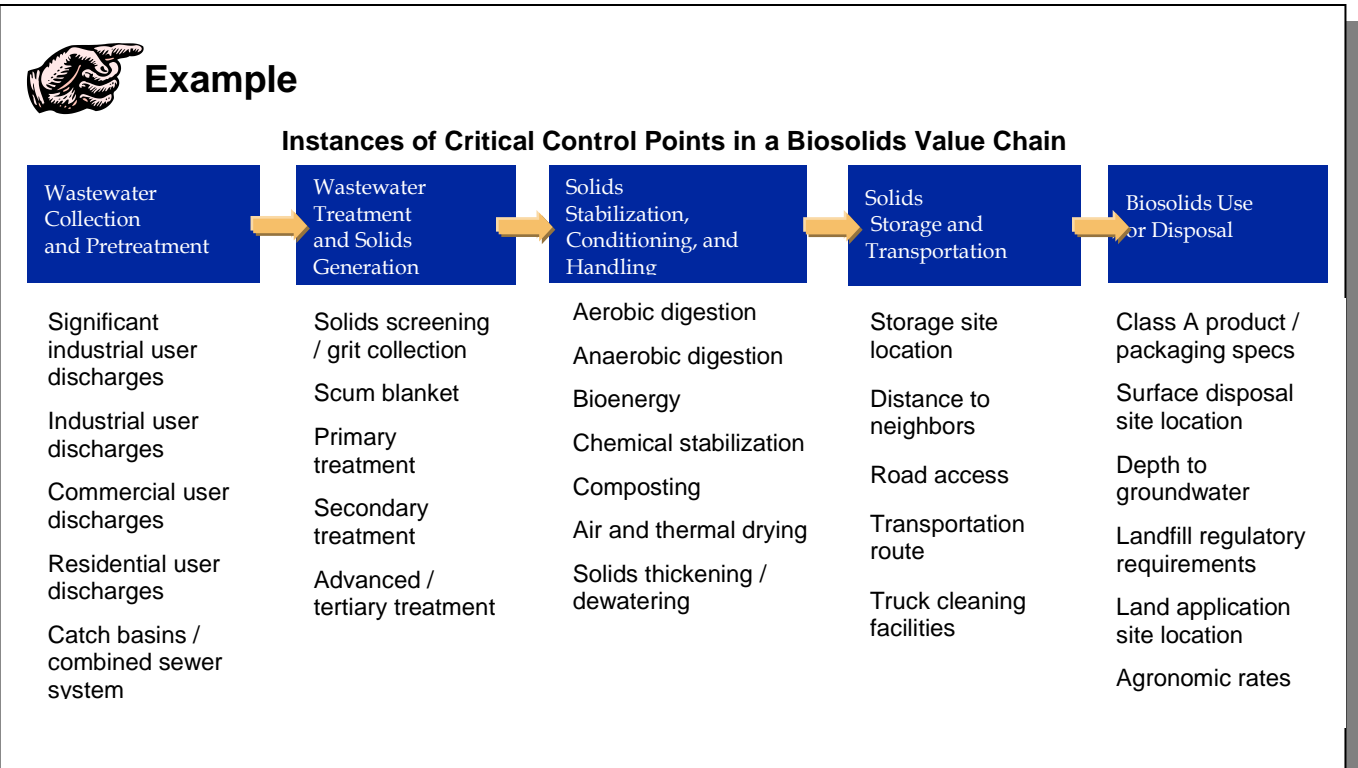 Example
Instances of Critical Control Points in a Biosolids Value Chain
Wastewater
Collection
and Pretreatment
Wastewater
Treatment
and Solids
Generation
Solids
Stabilization,
Conditioning, and
Handling
Solids
Storage and
Transportation
Biosolids Use
or Disposal
Significant
industrial user
discharges
Industrial user
discharges
Commercial user
discharges
Residential user
discharges
Catch basins /
combined sewer
system
Solids screening
/ grit collection
Scum blanket
Primary
treatment
Secondary
treatment
Advanced /
tertiary treatment
Aerobic digestion
Anaerobic digestion
Bioenergy
Chemical stabilization
Composting
Air and thermal drying
Solids thickening /
dewatering
Storage site
location
Distance to
neighbors
Road access
Transportation
route
Truck cleaning
facilities
Class A product /
packaging specs
Surface disposal
site location
Depth to
groundwater
Landfill regulatory
requirements
Land application
site location
Agronomic rates